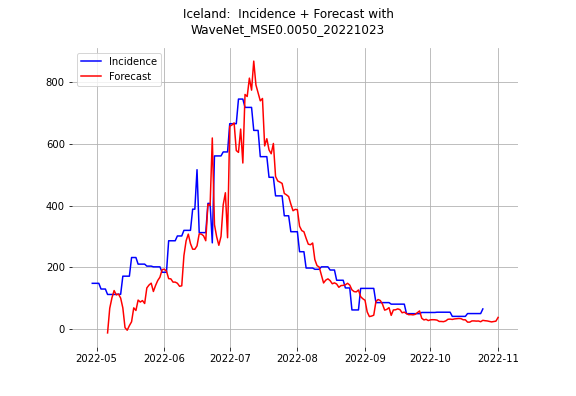 Iceland:  Incidence + Forecast with
WaveNet_MSE0.0050_20221023
Incidence
Forecast
800
600
400
200
0
2022-05 2022-06 2022-07 2022-08 2022-09 2022-10 2022-11